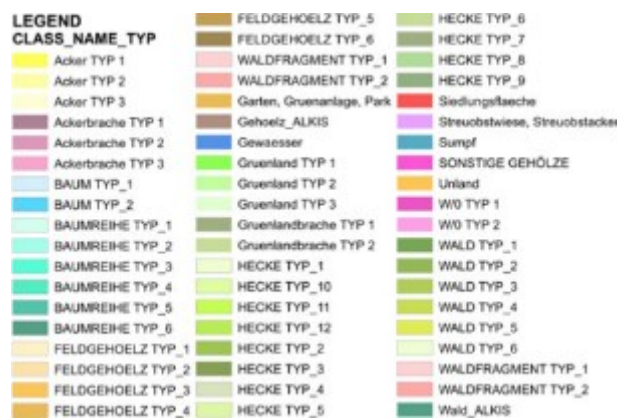 LEGEND
CLASS_NAME_TYP
Acker TYP 1
Acker TYP 2
Acker TYP 3
Ackerbrache TYP 1
Ackerbrache TYP 2
Ackerbrache TYP 3
BAUM TYP_1
BAUM TYP_2
BAUMREIHE TYP_1
BAUMREIHE TYP_2
BAUMREIHE TYP_3
BAUMREIHE TYP_4
BAUMREIHE TYP_5
BAUMREIHE TYP_6
FELDGEHOELZ TYP_1
FELDGEHOELZ TYP_2
FELDGEHOELZ TYP_3
FELDGEHOELZ TYP_4
FELDGEHOELZ TYP_5
FELDGEHOELZ TYP_6
WALDFRAGMENT TYP_1
WALDFRAGMENT TYP_2
Garten, Gruenanlage, Park
Gehoelz_ALKIS
Gewaesser
Gruenland TYP 1
Gruenland TYP 2
Gruenland TYP 3
Gruenlandbrache TYP 1
Gruenlandbrache TYP 2
HECKE TYP_1
HECKE TYP_10
HECKE TYP_11
HECKE TYP_12
HECKE TYP_2
HECKE TYP_3
HECKE TYP_4
HECKE TYP_5
HECKE TYP_6
HECKE TYP_7
HECKE TYP_8
HECKE TYP_9
Siedlungsflaeche
Streuobstwiese, Streuobstacker
Sumpf
SONSTIGE GEHÖLZE
Unland
W/0 TYP 1
W/0 TYP 2
WALD TYP_1
WALD TYP_2
WALD TYP_3
WALD TYP_4
WALD TYP_5
WALD TYP_6
WALDFRAGMENT TYP_1
WALDFRAGMENT TYP_2
Wald_ALKIS